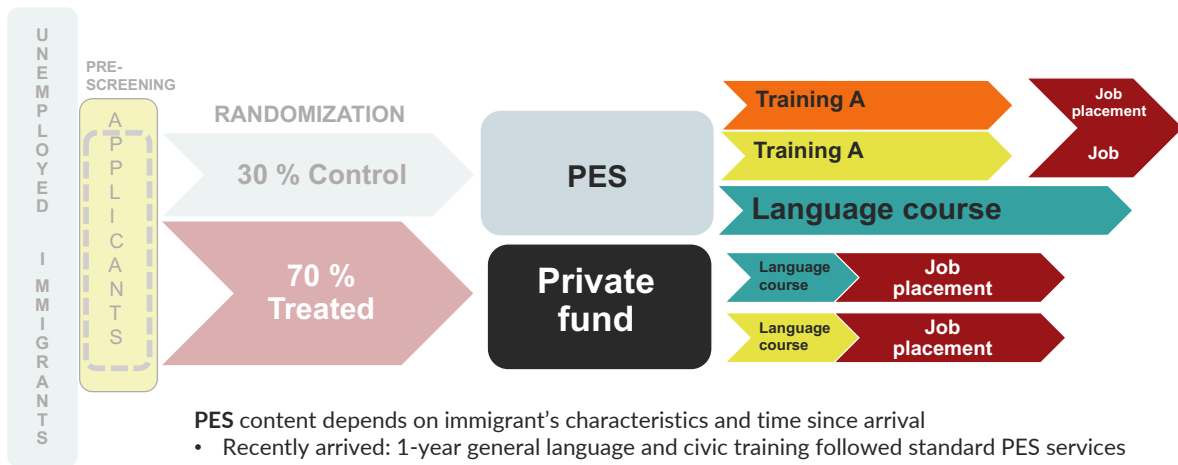 UNEMPLOYED IMMIGRANTS
PRE-
SCREENING
APPLICANTS
RANDOMIZATION
30 % Control
70 %
Treated
PES
Private
fund
Training A
Training A
Job
placement
Job
Language course
Language
course
Job
placement
Language
course
Job
placement
PES content depends on immigrant's characteristics and time since arrival
• Recently arrived: 1-year general language and civic training followed standard PES services